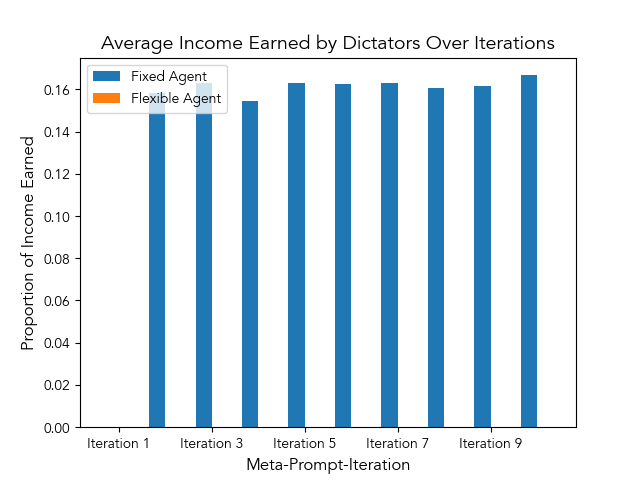 Average Income Earned by Dictators Over Iterations
Fixed Agent
Flexible Agent
Proportion of Income Earned
0.16
0.14
0.12
0.10
0.08
0.06
0.04
0.02
0.00
Iteration 1 Iteration 3 Iteration 5 Iteration 7 Iteration 9
Meta-Prompt-Iteration